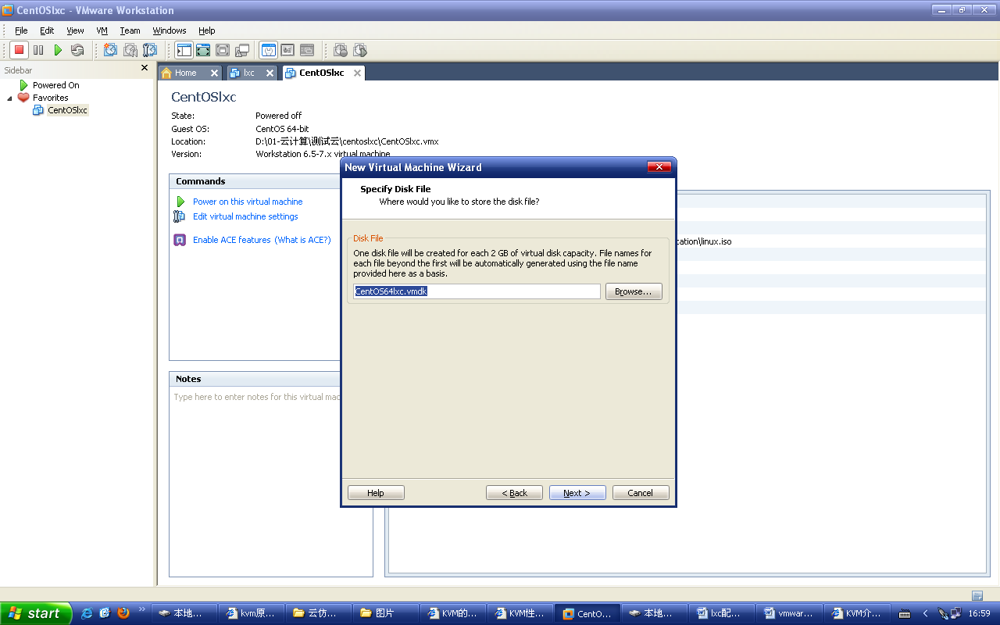 CentOSlxc - VMware Workstation
File Edit View VM Team Windows Help
Sidebar
Powered On
Favorites
CentOSlxc
Home lxc CentOSlxc
CentOSlxc
State: Powered off
Guest OS: CentOS 64-bit
Location: D:\01-云计算\测试云\centoslxc\CentOSlxc.vmx
Version: Workstation 6.5-7.x virtual machine
Commands
Power on this virtual machine
Edit virtual machine settings
Enable ACE features (What is ACE?)
Notes
Type here to enter notes for this virtual mac
ation\linux.iso
New Virtual Machine Wizard
Specify Disk File
Where would you like to store the disk file?
Disk File
One disk file will be created for each 2 GB of virtual disk capacity. File names for
each file beyond the first will be automatically generated using the file name
provided here as a basis.
CentOS64lxc.vmdk Browse...
Help < Back Next > Cancel
start 本地... kvm原... 云仿... 图片 KVM的... KVM性... CentO... 本地... lxc配... vmwar... KVM介... 16:59